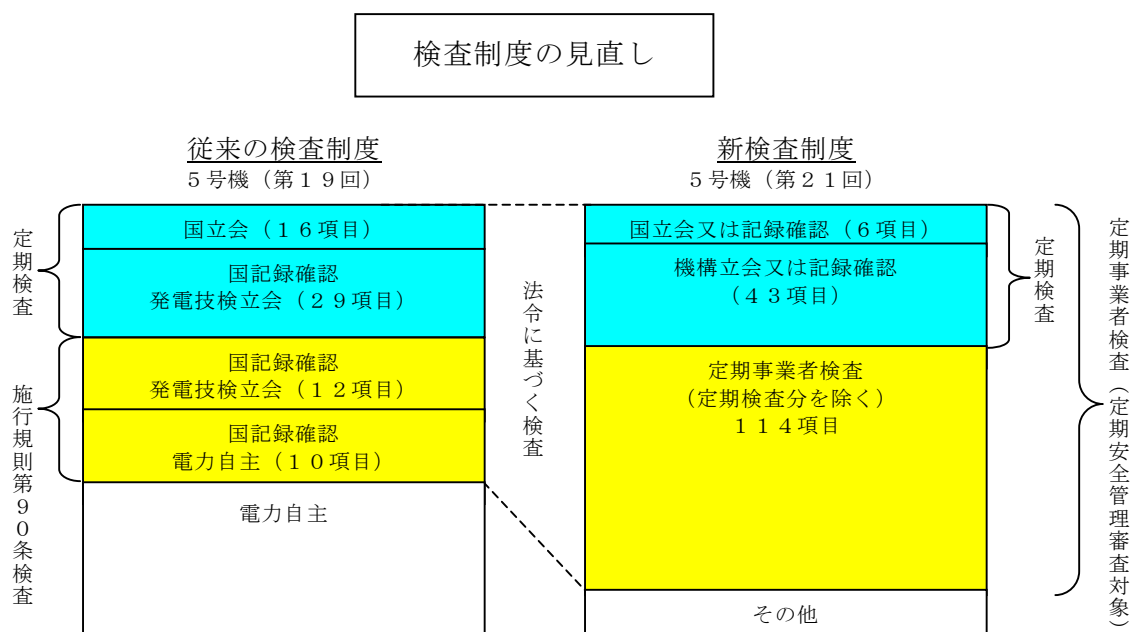 検査制度の見直し
従来の検査制度
５号機（第１９回）
定期検査
国立会（１６項目）
国記録確認
発電技検立会（２９項目）
施行規則第９０条検査
国記録確認
発電技検立会（１２項目）
国記録確認
電力自主（１０項目）
電力自主
法令に基づく検査
新検査制度
５号機（第２１回）
国立会又は記録確認（６項目）
機構立会又は記録確認
（４３項目）
定期検査
定期事業者検査
(定期検査分を除く)
１１４項目
その他
定期事業者検査（定期安全管理審査対象）